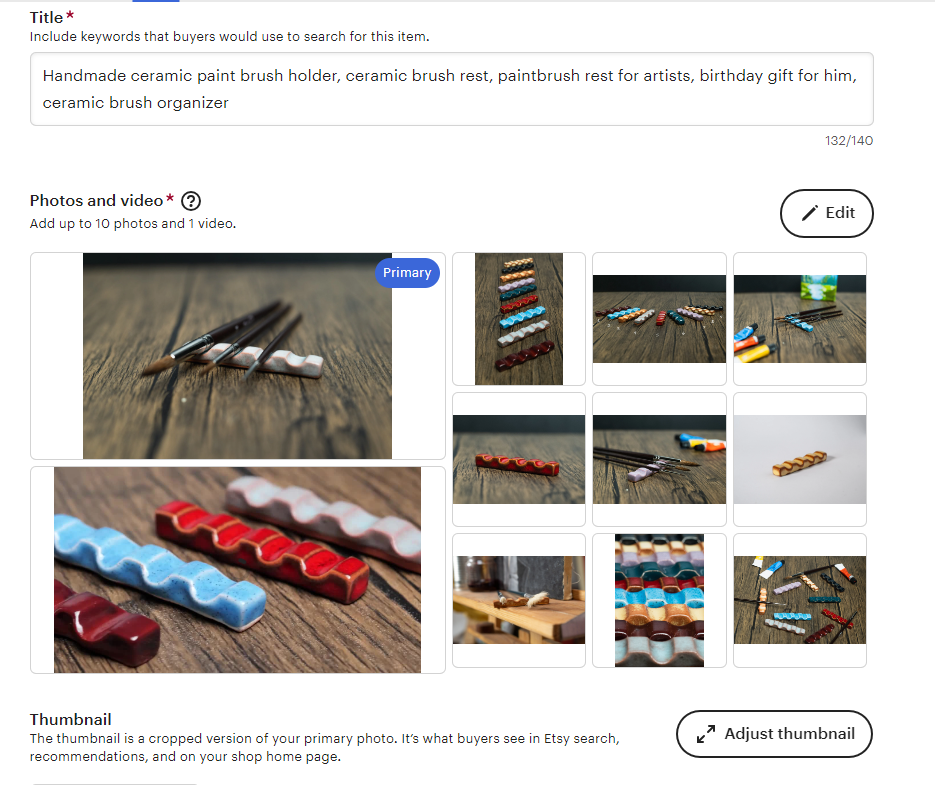 Title*
Include keywords that buyers would use to search for this item.
Handmade ceramic paint brush holder, ceramic brush rest, paintbrush rest for artists, birthday gift for him,
ceramic brush organizer
132/140
Photos and video* ?
Add up to 10 photos and 1 video.
Edit
Primary
Thumbnail
The thumbnail is a cropped version of your primary photo. It's what buyers see in Etsy search,
recommendations, and on your shop home page.
Adjust thumbnail